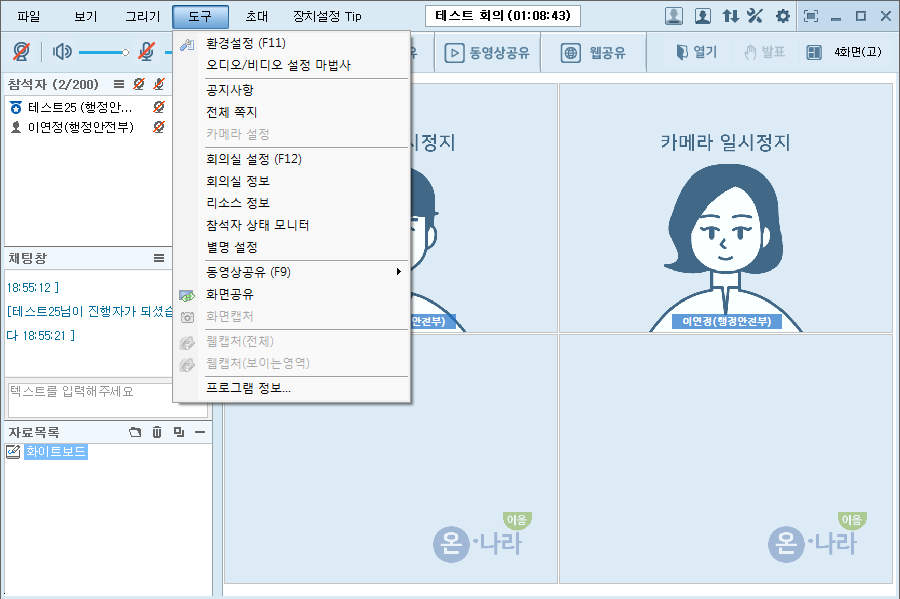 파일 보기 그리기 도구 초대 장치설정 Tip 테스트 회의 (01:08:43)
동영상공유 웹공유 열기 발표 4화면(고)
참석자 (2/200)
테스트25 (행정안...
이연정(행정안전부)
채팅창
18:55:12 ]
[테스트25님이 진행자가 되셨습
다 18:55:21 ]
텍스트를 입력해주세요
자료목록
화이트보드
환경설정 (F11)
오디오/비디오 설정 마법사
공지사항
전체 쪽지
카메라 설정
회의실 설정 (F12)
회의실 정보
리소스 정보
참석자 상태 모니터
별명 설정
동영상공유 (F9)
화면공유
화면캡처
웹캡처(전체)
웹캡처(보이는영역)
프로그램 정보...
시정지
안전부)
카메라 일시정지
이연정(행정안전부)
이음
온·나라
이음
온·나라